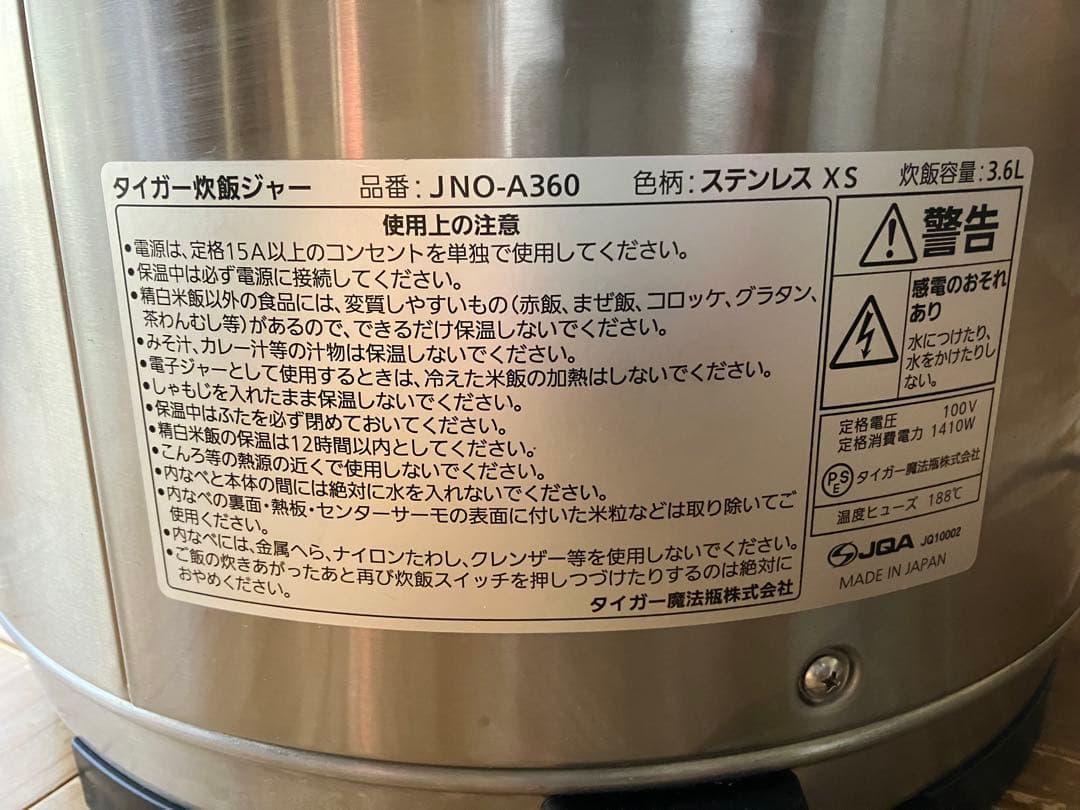 タイガー炊飯ジャー 品番:JNO-A360 色柄:ステンレス XS 炊飯容量:3.6L
使用上の注意
•電源は、定格15A以上のコンセントを単独で使用してください。
•保温中は必ず電源に接続してください。
•精白米飯以外の食品には、変質しやすいもの(赤飯、まぜ飯、コロッケ、グラタン、
茶わんむし等)があるので、できるだけ保温しないでください。
•みそ汁、カレー汁等の汁物は保温しないでください。
•電子ジャーとして使用するときは、冷えた米飯の加熱はしないでください。
•しゃもじを入れたまま保温しないでください。
•保温中はふたを必ず閉めておいてください。
•精白米飯の保温は12時間以内としてください。
•こんろ等の熱源の近くで使用しないでください。
•内なべと本体の間には絶対に水を入れないでください。
•内なべの裏面・熱板・センターサーモの表面に付いた米粒などは取り除いてご
使用ください。
•内なべには、金属へら、ナイロンたわし、クレンザー等を使用しないでください。
•ご飯の炊きあがったあと再び炊飯スイッチを押しつづけたりするのは絶対に
おやめください。
タイガー魔法瓶株式会社
警告
感電のおそれ
あり
水につけたり、
水をかけたりし
ない。
定格電圧 100V
定格消費電力 1410W
PSE タイガー魔法瓶株式会社
温度ヒューズ 188℃
JQA JQ10002
MADE IN JAPAN